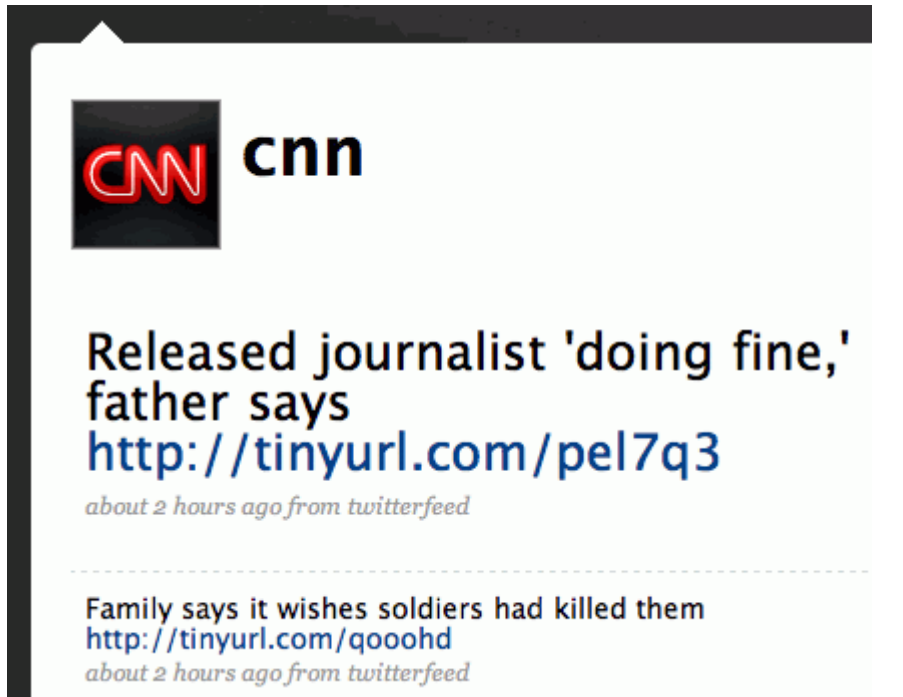 CNN
cnn
Released journalist 'doing fine,'
father says
http://tinyurl.com/pel7q3
about 2 hours ago from twitterfeed
Family says it wishes soldiers had killed them
http://tinyurl.com/qooohd
about 2 hours ago from twitterfeed